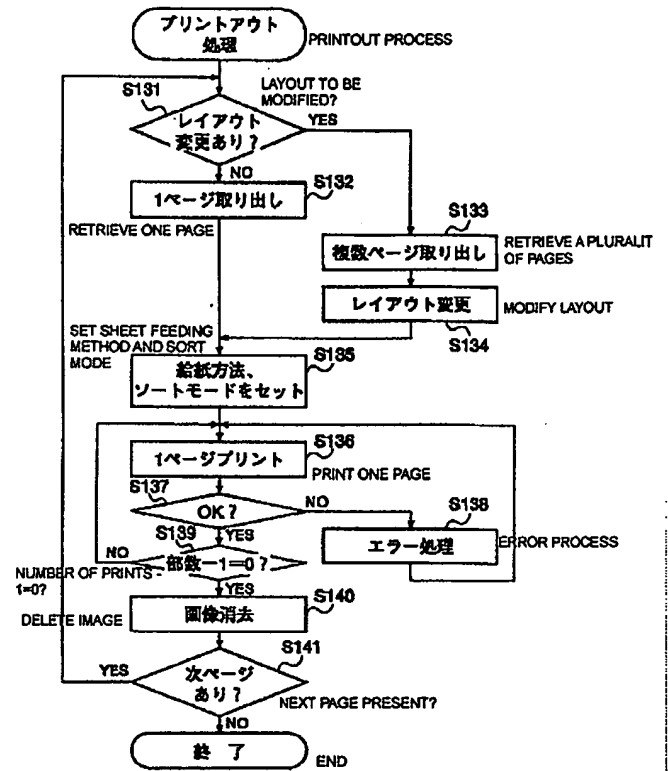 プリントアウト
処理
PRINTOUT PROCESS
S131
LAYOUT TO BE
MODIFIED?
レイアウト
変更あり?
YES
NO
S132
1ページ取り出し
RETRIEVE ONE PAGE
S133
複数ページ取り出し
RETRIEVE A PLURALIT
OF PAGES
レイアウト変更
MODIFY LAYOUT
S134
SET SHEET FEEDING
METHOD AND SORT
MODE
S135
給紙方法、
ソートモードをセット
S136
1ページプリント
PRINT ONE PAGE
S137
OK?
NO
YES
S138
エラー処理
ERROR PROCESS
S139
NO
部数-1=0?
NUMBER OF PRINTS -
1=0?
YES
S140
DELETE IMAGE
画像消去
S141
YES
次ページ
あり?
NEXT PAGE PRESENT?
NO
終 了
END